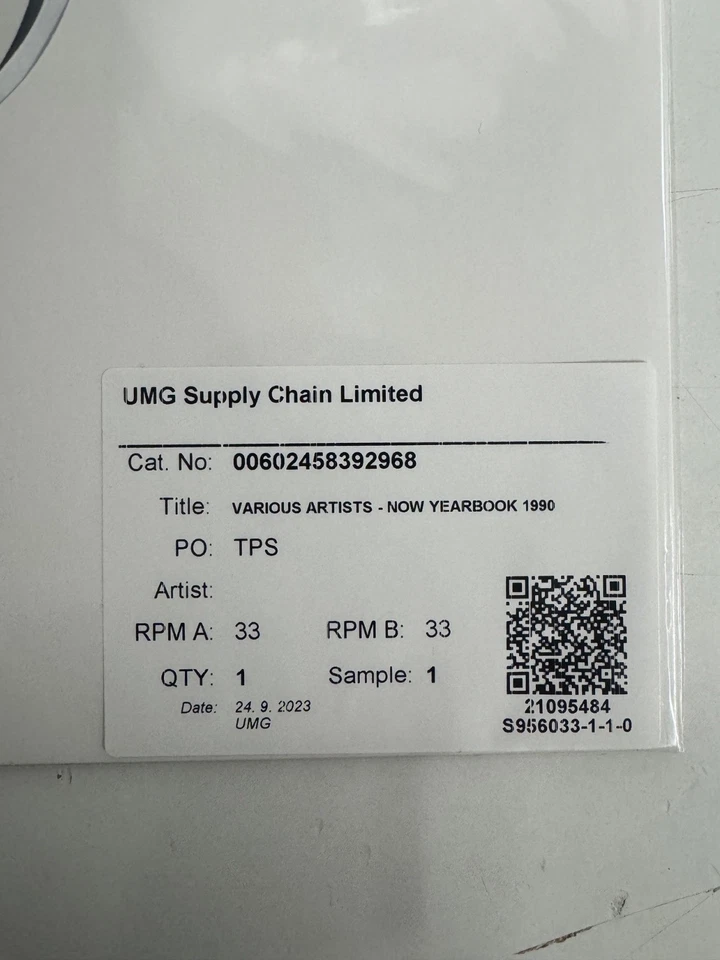 UMG Supply Chain Limited
Cat. No: 00602458392968
Title: VARIOUS ARTISTS - NOW YEARBOOK 1990
PO: TPS
Artist:
RPM A: 33 RPM B: 33
QTY: 1 Sample: 1
Date: 24. 9. 2023
UMG
21095484
S956033-1-1-0